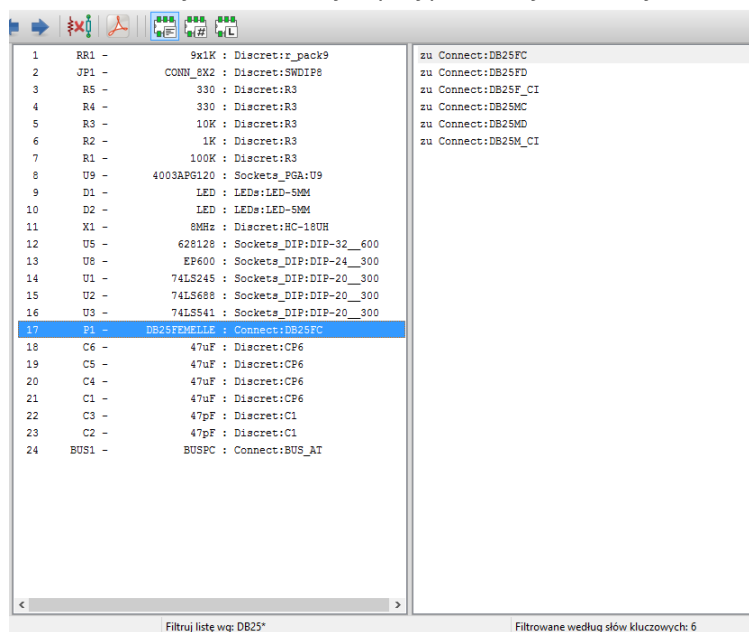 1 RR1 - 9x1K : Discret:r_pack9
2 JP1 - CONN_8X2 : Discret:SWDIP8
3 R5 - 330 : Discret:R3
4 R4 - 330 : Discret:R3
5 R3 - 10K : Discret:R3
6 R2 - 1K : Discret:R3
7 R1 - 100K : Discret:R3
8 U9 - 4003APG120 : Sockets_PGA:U9
9 D1 - LED : LEDs:LED-5MM
10 D2 - LED : LEDs:LED-5MM
11 X1 - 8MHz : Discret:HC-18UH
12 U5 - 628128 : Sockets_DIP:DIP-32__600
13 U8 - EP600 : Sockets_DIP:DIP-24__300
14 U1 - 74LS245 : Sockets_DIP:DIP-20__300
15 U2 - 74LS688 : Sockets_DIP:DIP-20__300
16 U3 - 74LS541 : Sockets_DIP:DIP-20__300
17 P1 - DB25FEMELLE : Connect:DB25FC
18 C6 - 47uF : Discret:CP6
19 C5 - 47uF : Discret:CP6
20 C4 - 47uF : Discret:CP6
21 C1 - 47uF : Discret:CP6
22 C3 - 47pF : Discret:C1
23 C2 - 47pF : Discret:C1
24 BUS1 - BUSPC : Connect:BUS_AT
zu Connect:DB25FC
zu Connect:DB25FD
zu Connect:DB25F_CI
zu Connect:DB25MC
zu Connect:DB25MD
zu Connect:DB25M_CI
Filtruj listę wg: DB25*
Filtrowane według słów kluczowych: 6